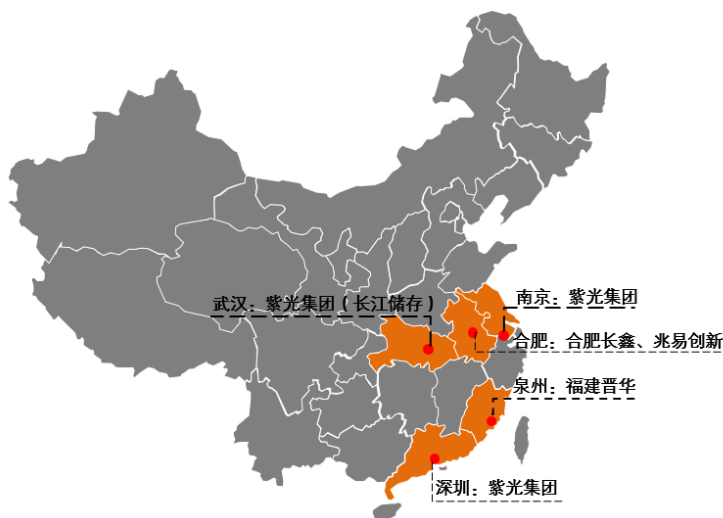 南京：紫光集团
武汉：紫光集团（长江储存）
合肥：合肥长鑫、兆易创新
泉州：福建晋华
深圳：紫光集团